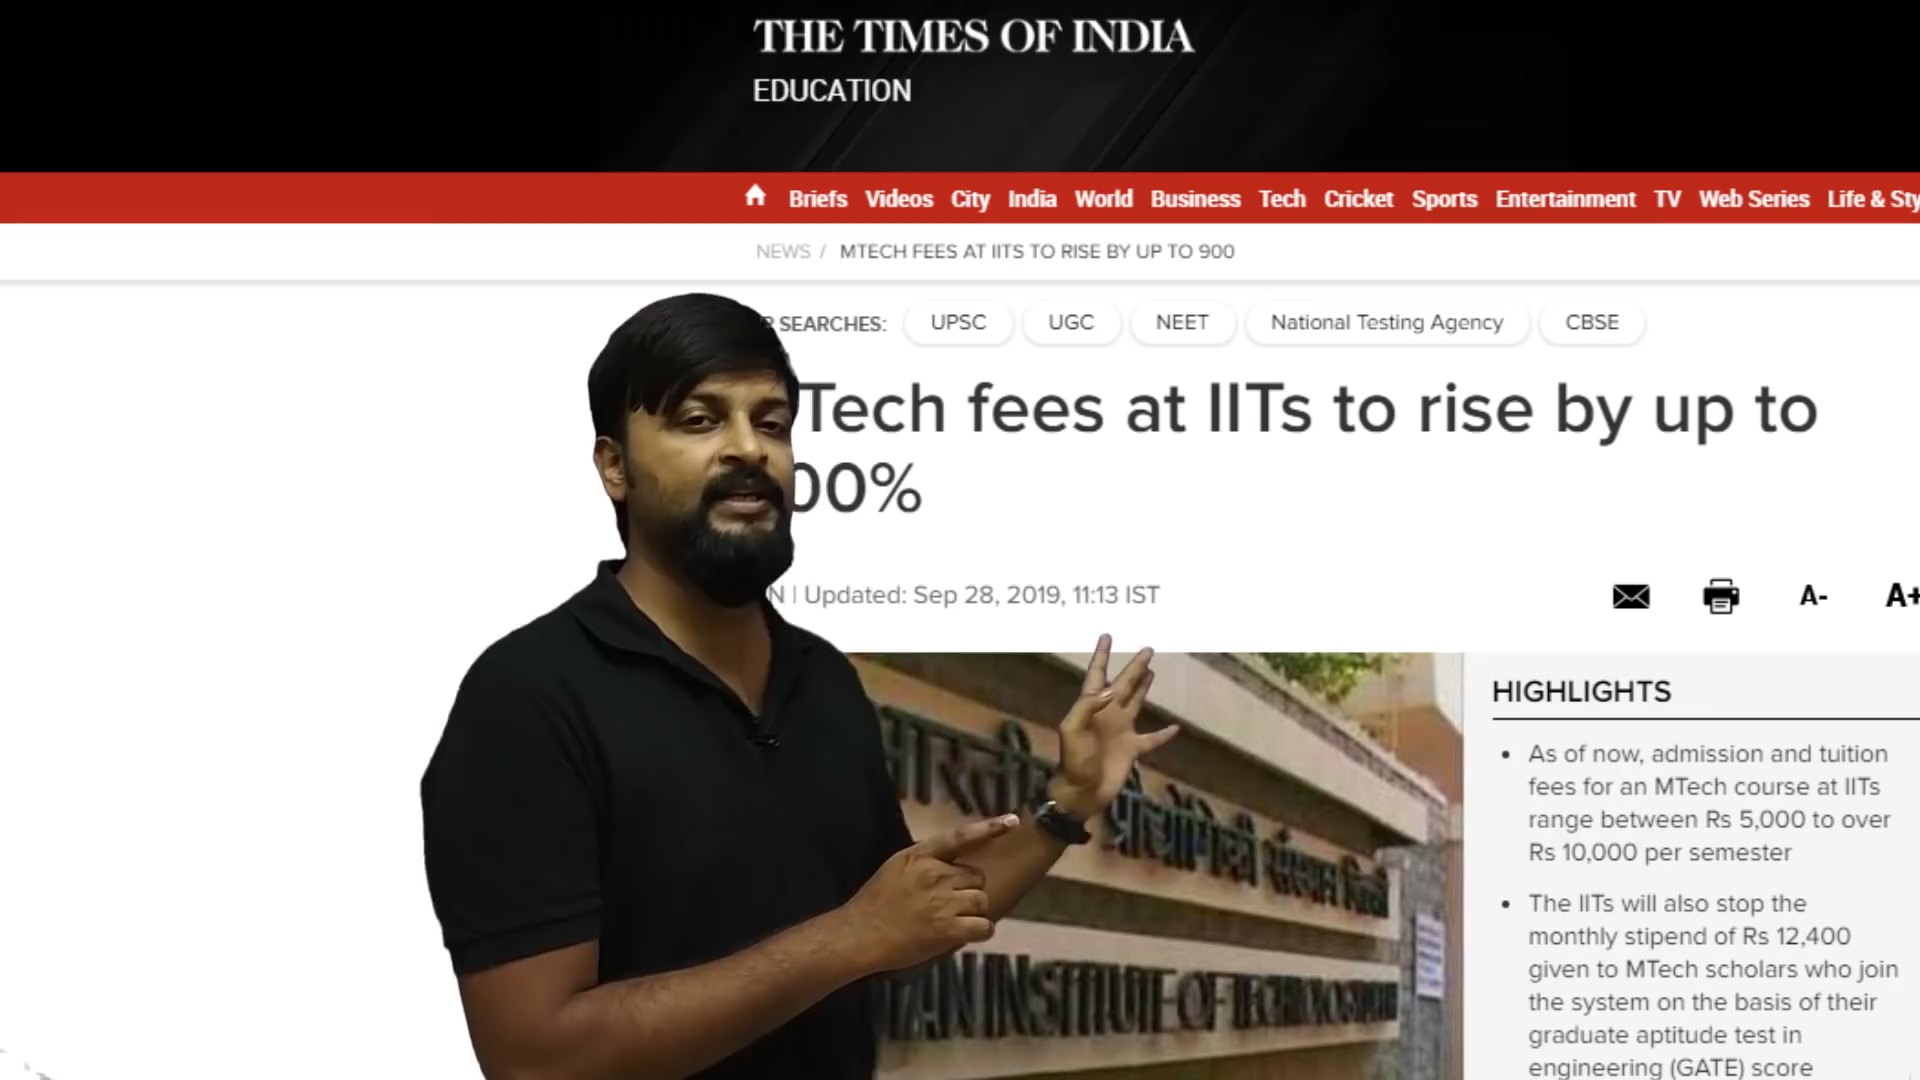 THE TIMES OF INDIA
EDUCATION
Briefs Videos City India World Business Tech Cricket Sports Entertainment TV Web Series Life & Sty
NEWS / MTECH FEES AT IITS TO RISE BY UP TO 900
SEARCHES: UPSC UGC NEET National Testing Agency CBSE
Tech fees at IITs to rise by up to
00%
N | Updated: Sep 28, 2019, 11:13 IST
A- A+
HIGHLIGHTS
• As of now, admission and tuition
fees for an MTech course at IITs
range between Rs 5,000 to over
Rs 10,000 per semester
• The IITs will also stop the
monthly stipend of Rs 12,400
given to MTech scholars who join
the system on the basis of their
graduate aptitude test in
engineering (GATE) score
प्रौद्योगिकी संस्थान दिल्ली
INSTITUTE OF TECHNOLOGY